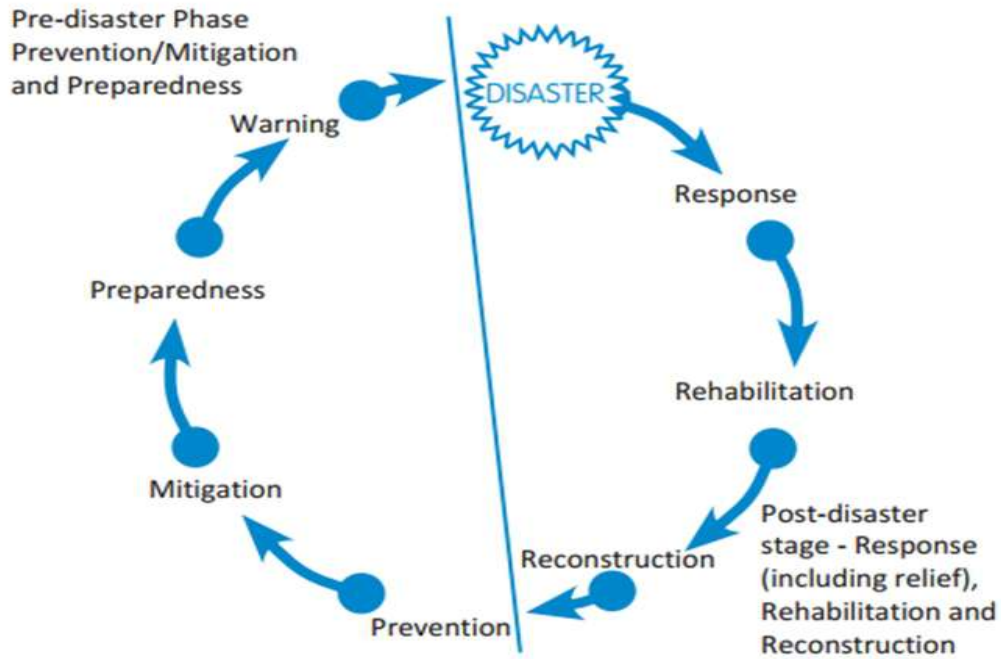 Pre-disaster Phase
Prevention/Mitigation
and Preparedness
Warning
DISASTER
Response
Preparedness
Rehabilitation
Mitigation
Post-disaster
stage - Response
(including relief),
Rehabilitation and
Reconstruction
Reconstruction
Prevention